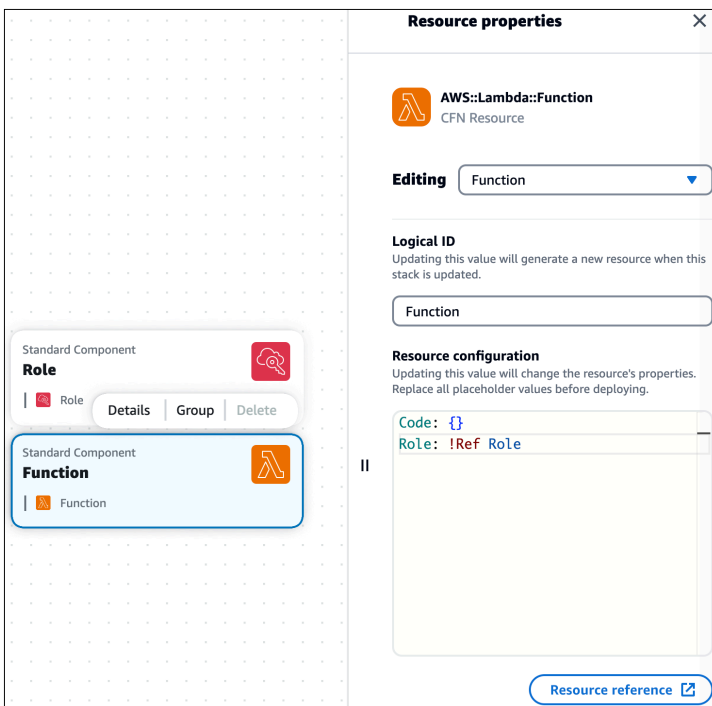 Resource properties
AWS::Lambda::Function
CFN Resource
Editing
Function
Logical ID
Updating this value will generate a new resource when this
stack is updated.
Function
Resource configuration
Updating this value will change the resource's properties.
Replace all placeholder values before deploying.
Code: {}
Role: !Ref Role
Resource reference
Standard Component
Role
Role
Details
Group
Delete
Standard Component
Function
Function